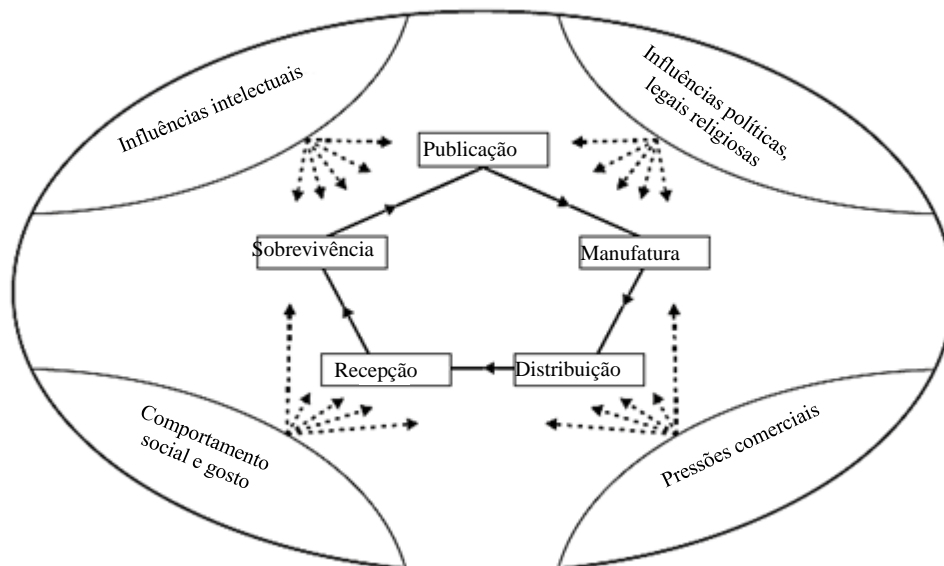 Influências intelectuais
Influências políticas,
legais religiosas
Publicação
Sobrevivência
Manufatura
Recepção
Distribuição
Comportamento
social e gosto
Pressões comerciais